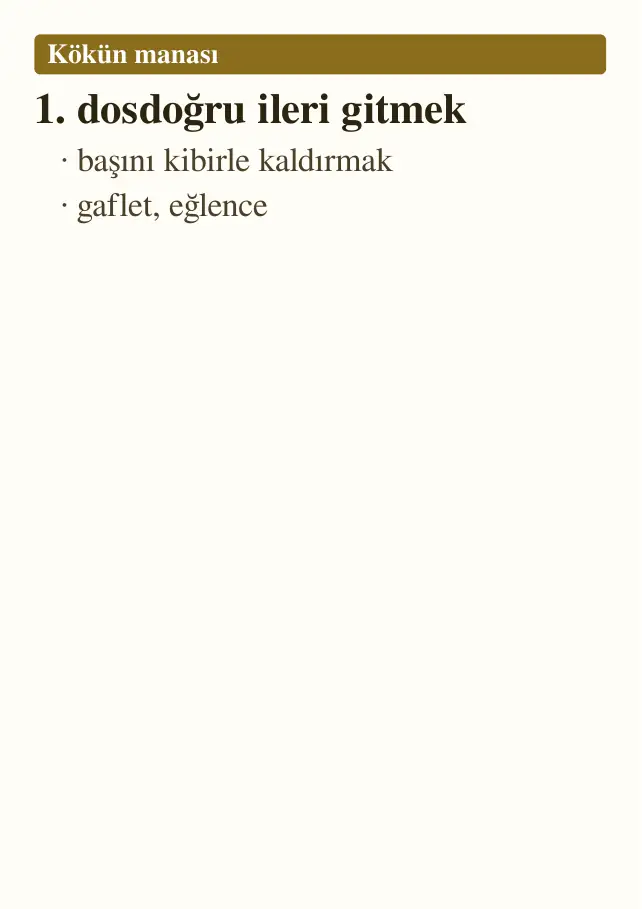 Kökün manası
1. dosdoğru ileri gitmek
· başını kibirle kaldırmak
· gaflet, eğlence